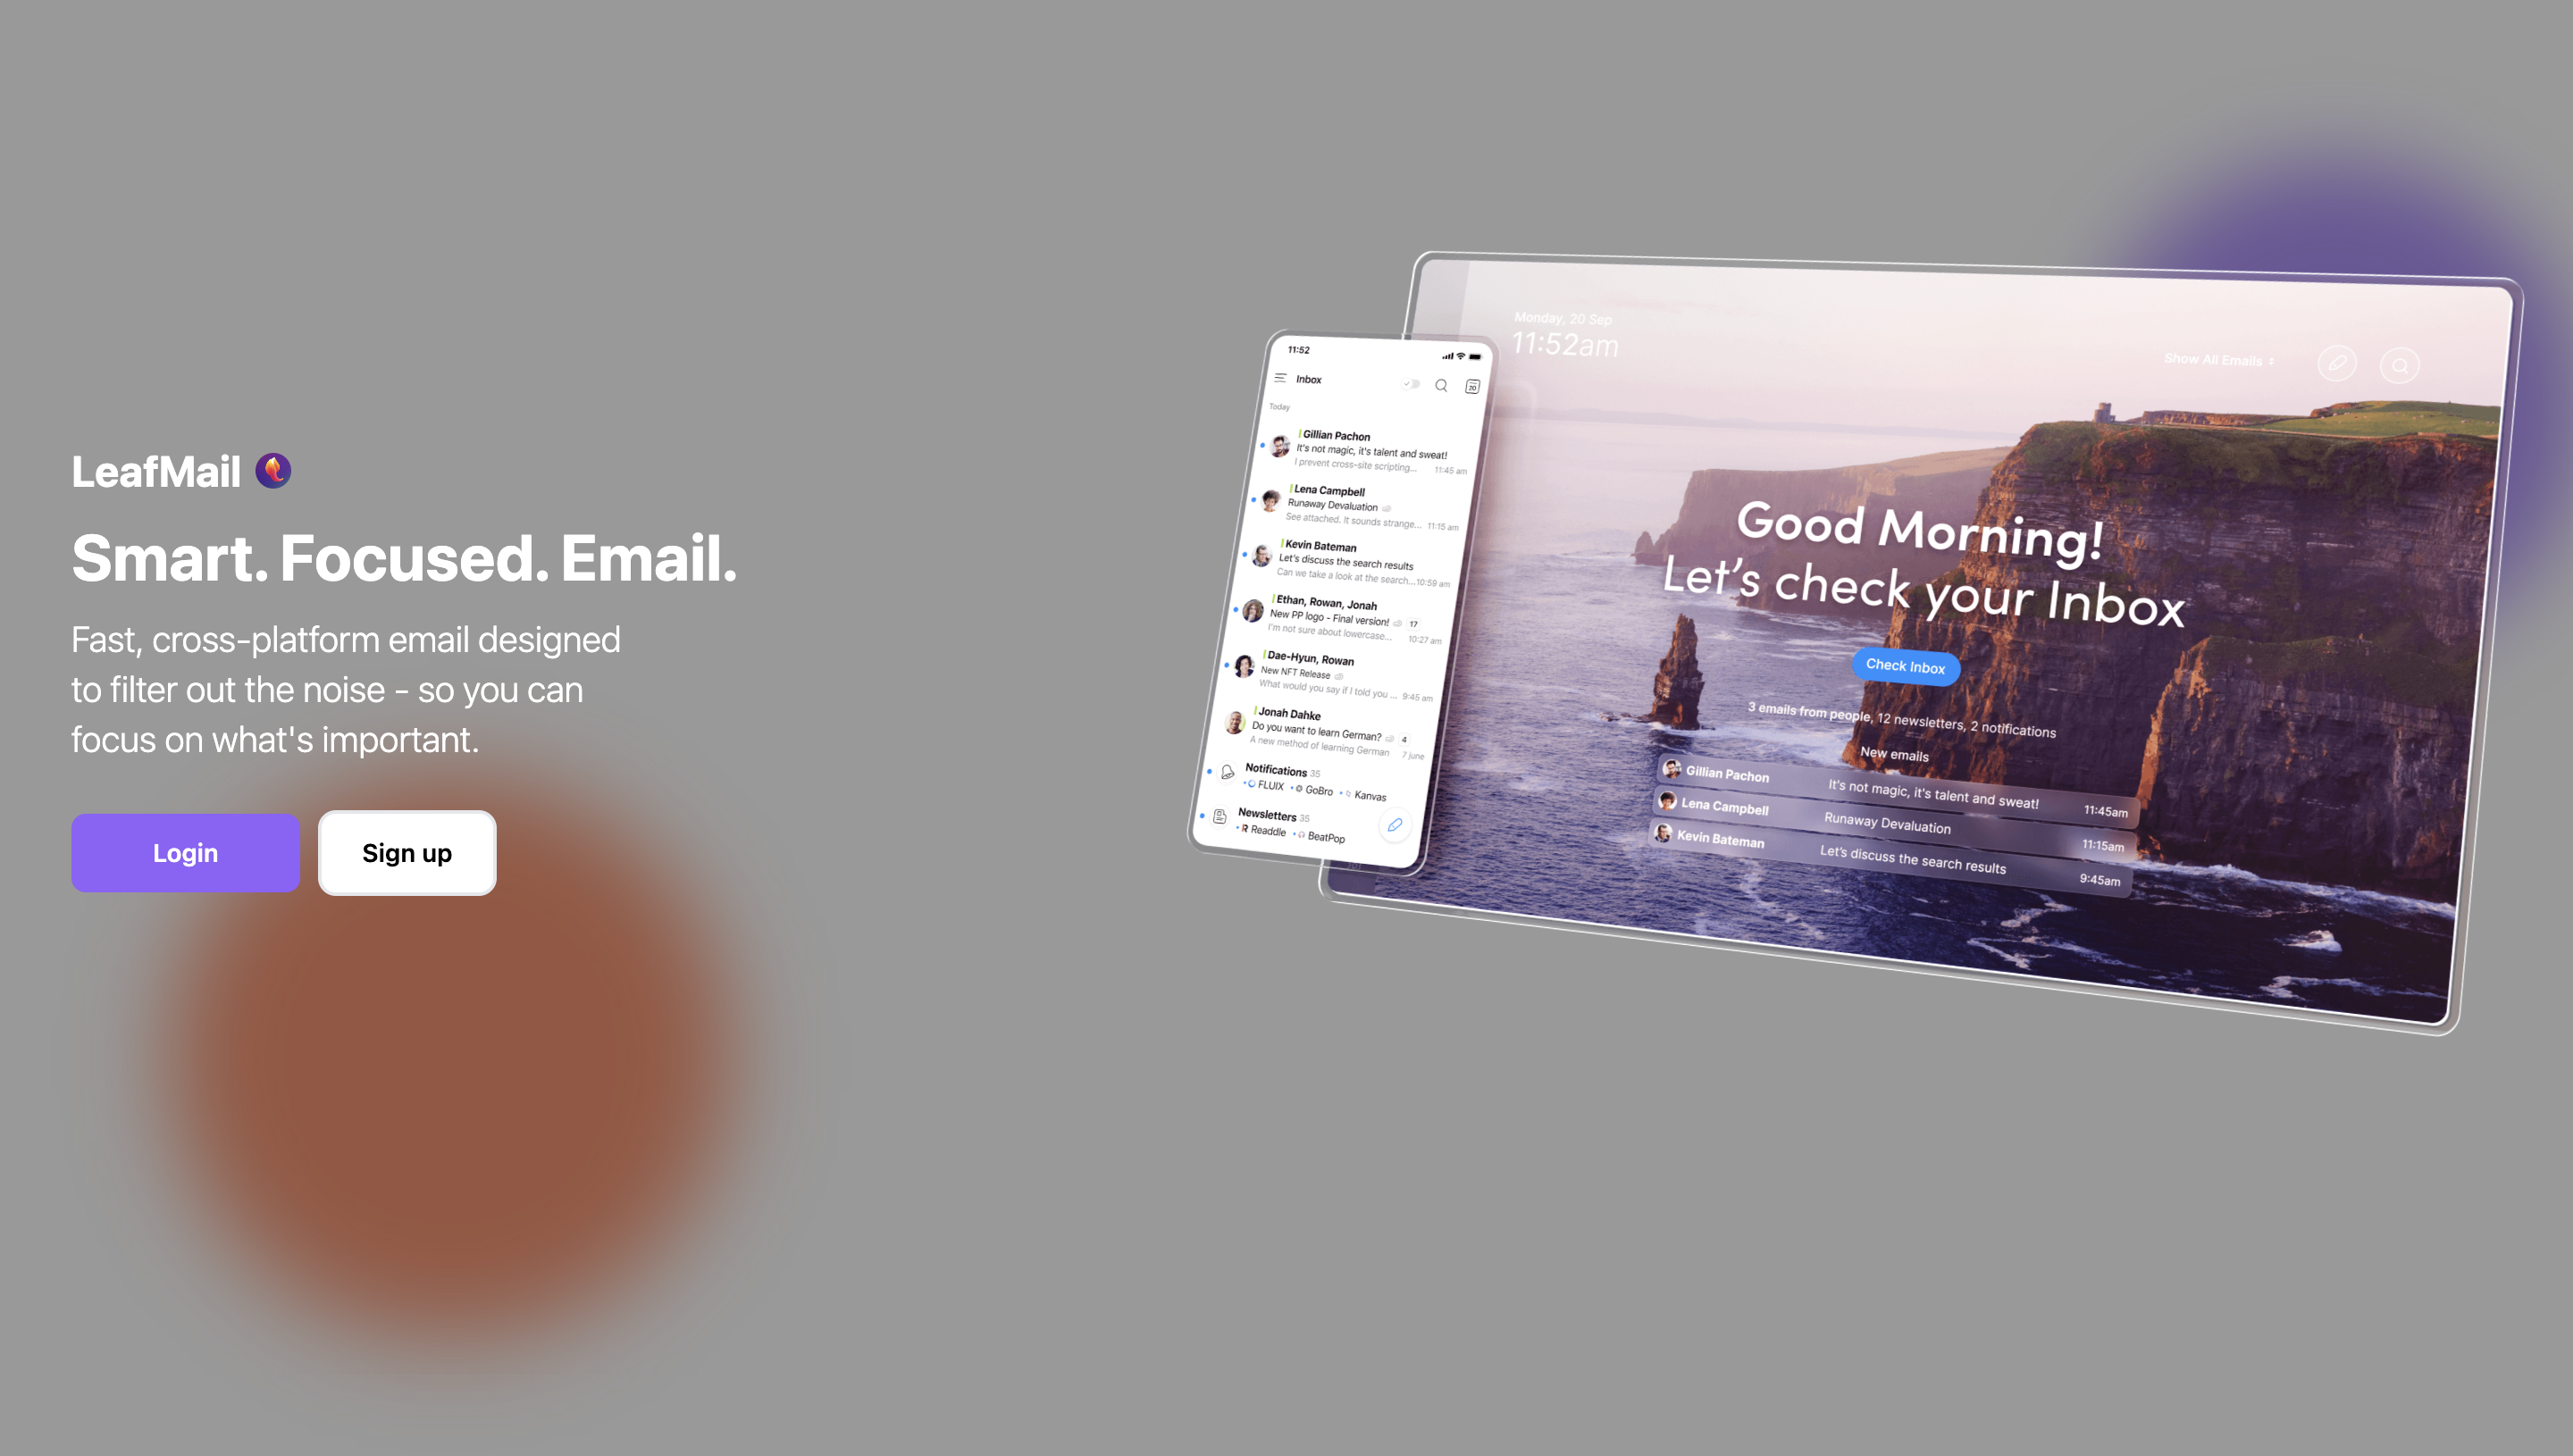 LeafMail
Smart. Focused. Email.
Fast, cross-platform email designed
to filter out the noise - so you can
focus on what's important.
Login
Sign up
11:52
Inbox
20
Today
Gillian Pachon
It's not magic, it's talent and sweat!
I prevent cross-site scripting... 11:45 am
Lena Campbell
Runaway Devaluation
See attached. It sounds strange... 11:15 am
Kevin Bateman
Let's discuss the search results
Can we take a look at the search... 10:59 am
Ethan, Rowan, Jonah
New PP logo - Final version! 17
I'm not sure about lowercase... 10:27 am
Dae-Hyun, Rowan
New NFT Release
What would you say if I told you ... 9:45 am
Jonah Dahke
Do you want to learn German? 4
A new method of learning German 7 june
Notifications 35
FLUIX GoBro Kanvas
Newsletters 35
Readdle BeatPop
Monday, 20 Sep
11:52am
Show All Emails
Good Morning!
Let's check your Inbox
Check Inbox
3 emails from people, 12 newsletters, 2 notifications
New emails
Gillian Pachon It's not magic, it's talent and sweat! 11:45am
Lena Campbell Runaway Devaluation 11:15am
Kevin Bateman Let's discuss the search results 9:45am